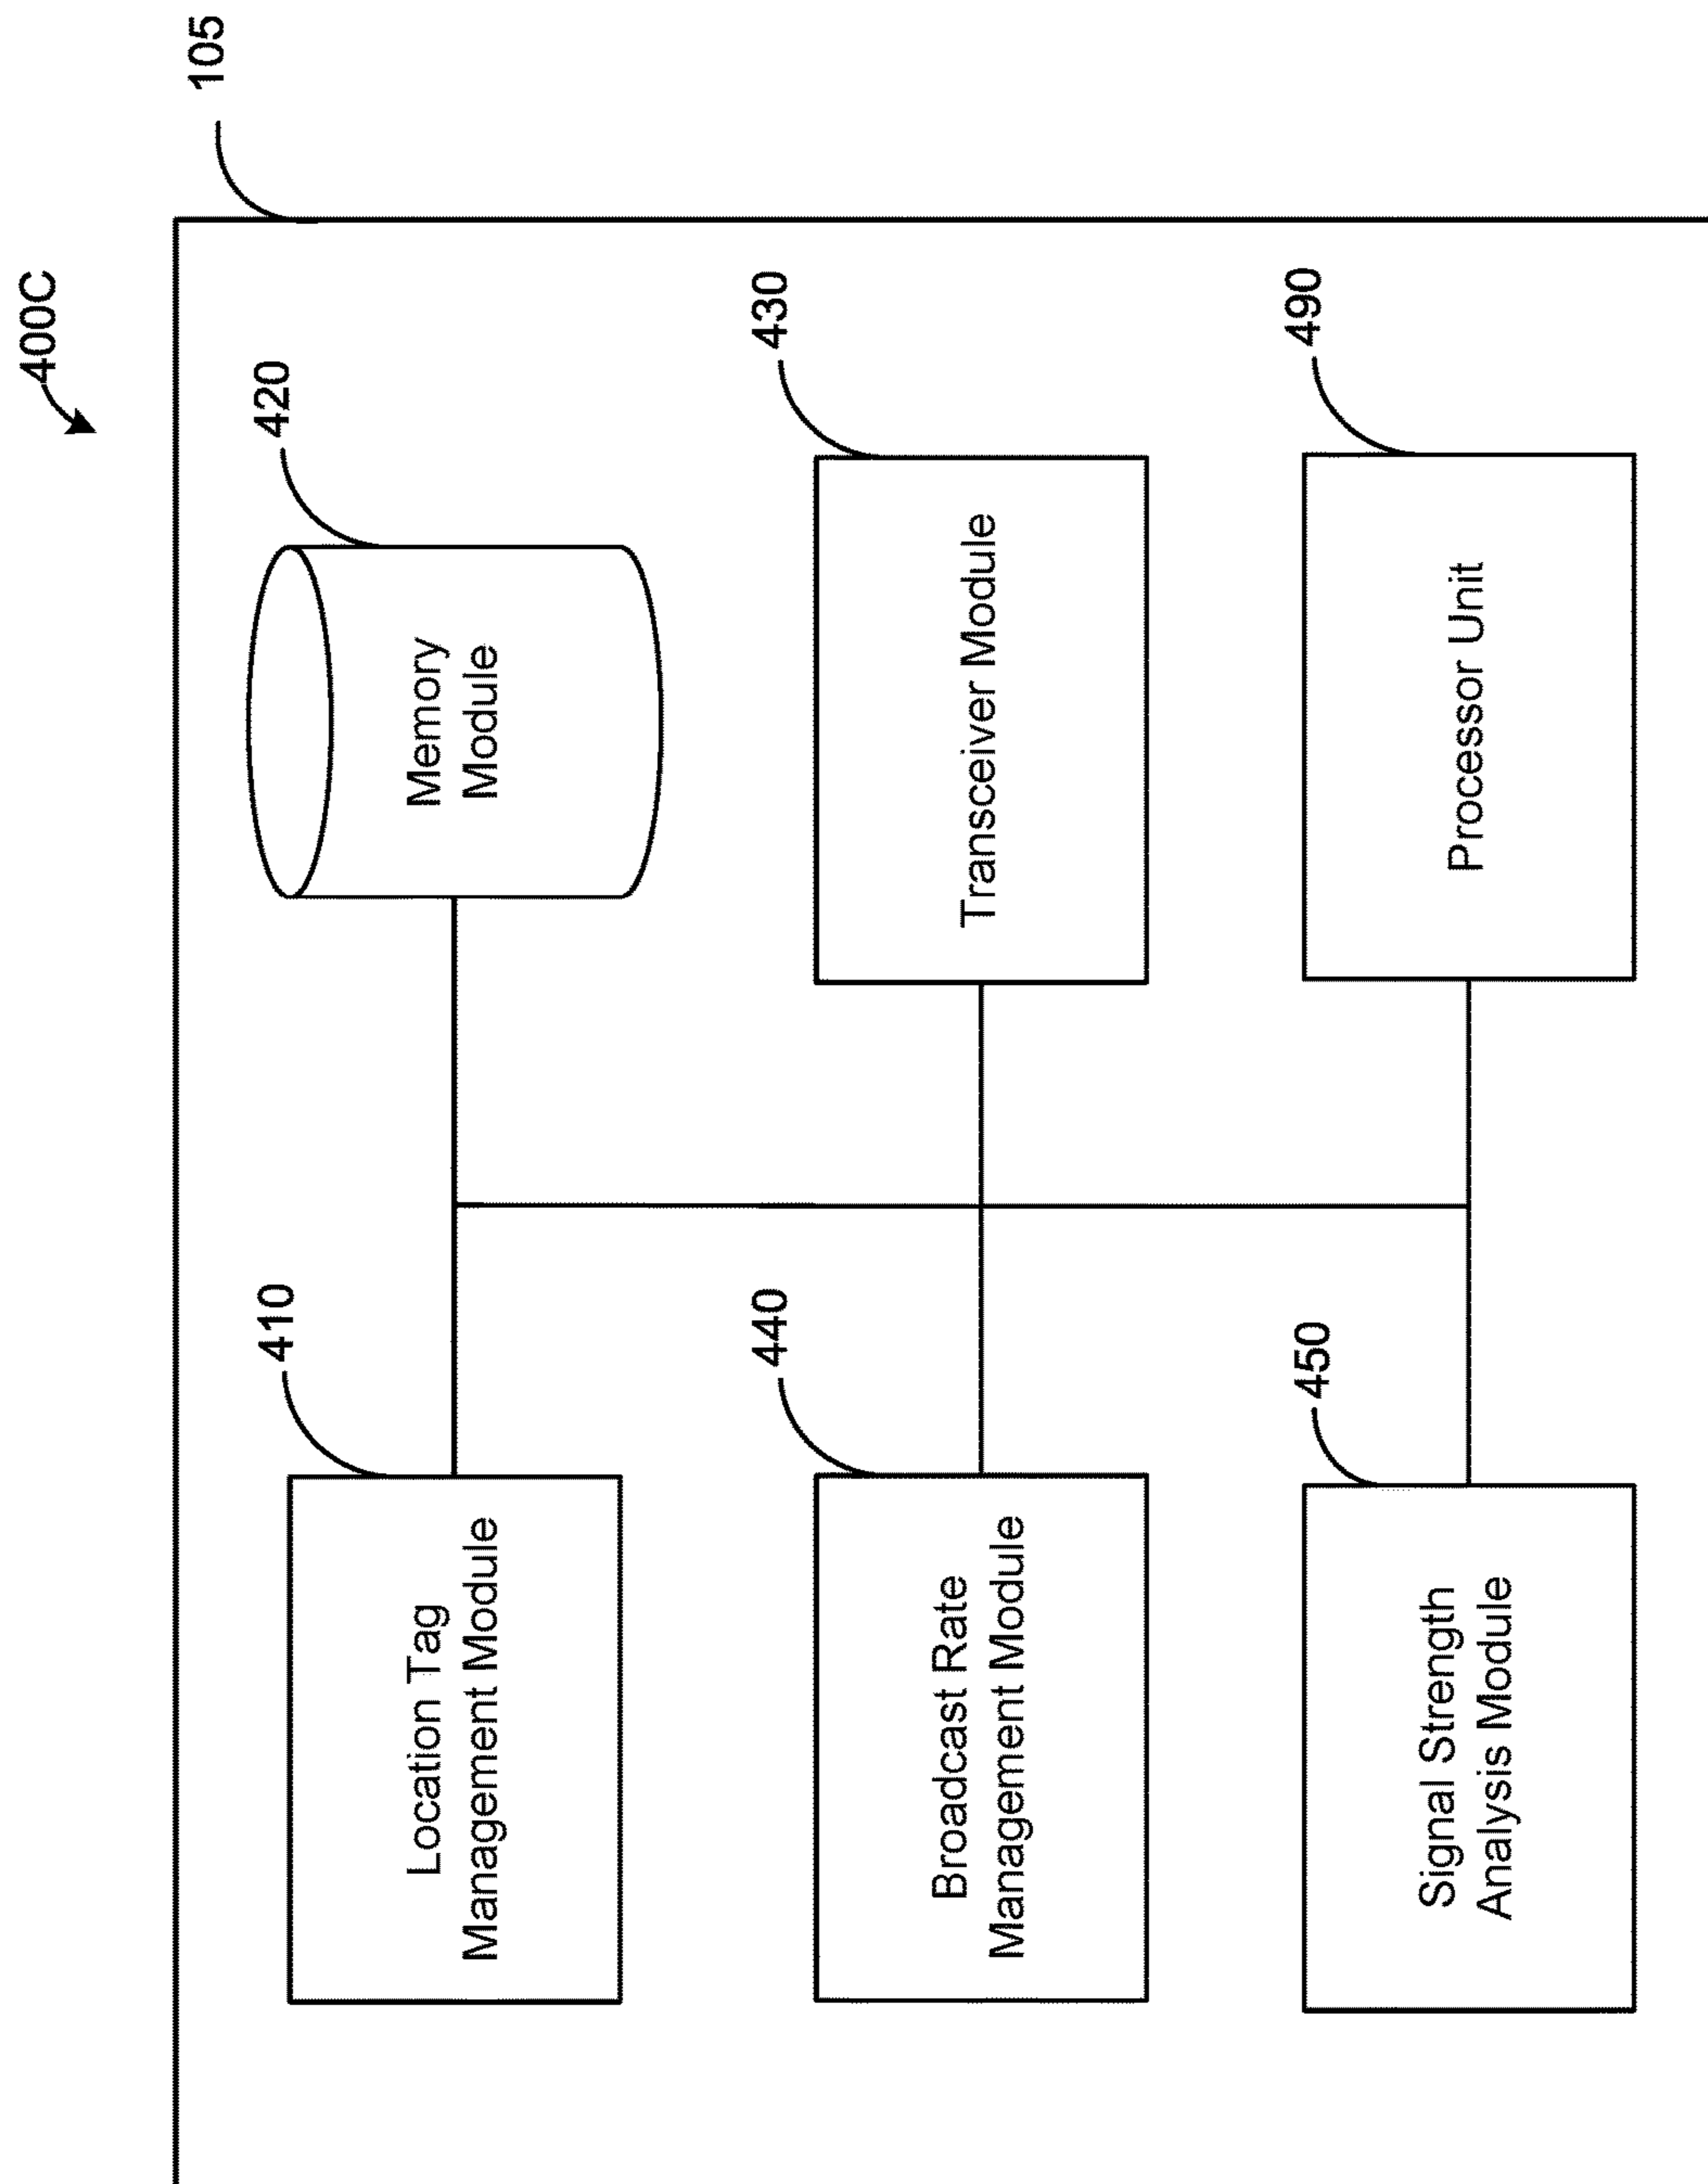 400C
105
410
Location Tag
Management Module
420
Memory
Module
440
Broadcast Rate
Management Module
430
Transceiver Module
450
Signal Strength
Analysis Module
490
Processor Unit